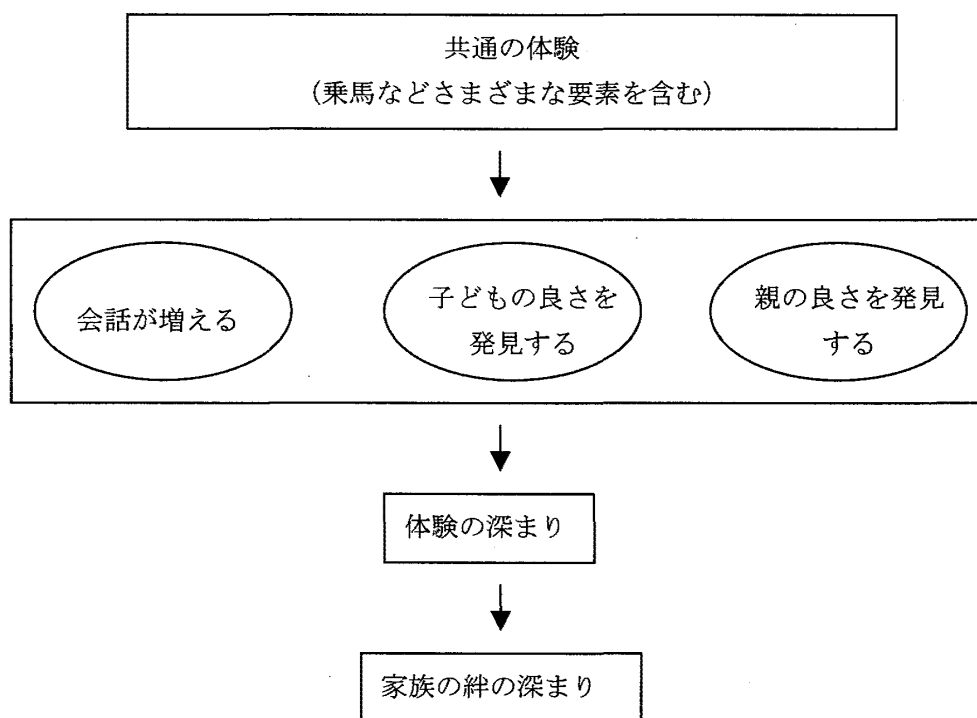 共通の体験
(乗馬などさまざまな要素を含む)
会話が増える
子どもの良さを
発見する
親の良さを発見
する
体験の深まり
家族の絆の深まり